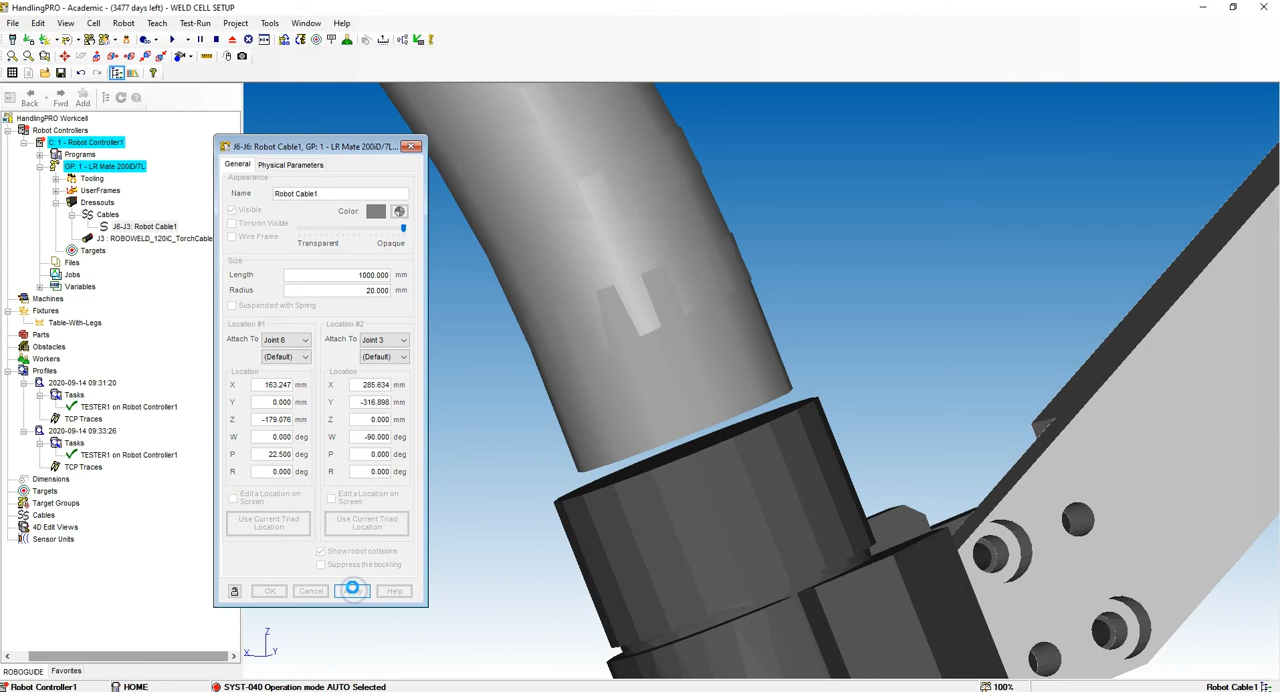 HandlingPRO - Academic - (3477 days left) - WELD CELL SETUP
File Edit View Cell Robot Teach Test-Run Project Tools Window Help
Back Fwd Add
HandlingPRO Workcell
Robot Controllers
C: 1 - Robot Controller1
Programs
GP: 1 - LR Mate 200iD/7L
Tooling
UserFrames
Dressouts
Cables
J6-J3: Robot Cable1
J3 : ROBOWELD_120iC_TorchCable
Targets
Files
Jobs
Variables
Machines
Fixtures
Table-With-Legs
Parts
Obstacles
Workers
Profiles
2020-09-14 09:31:20
Tasks
TESTER1 on Robot Controller1
TCP Traces
2020-09-14 09:33:26
Tasks
TESTER1 on Robot Controller1
TCP Traces
Dimensions
Targets
Target Groups
Cables
4D Edit Views
Sensor Units
ROBOGUIDE Favorites
J6-J6: Robot Cable1, GP: 1 - LR Mate 200iD/7L...
General Physical Parameters
Appearance
Name Robot Cable1
Visible Color:
Torsion Visible
Wire Frame Transparent Opaque
Size
Length 1000.000 mm
Radius 20.000 mm
Suspended with Spring
Location #1 Location #2
Attach To Joint 6 Attach To Joint 3
(Default) (Default)
Location Location
X 163.247 mm X 285.634 mm
Y 0.000 mm Y -316.898 mm
Z -179.076 mm Z 0.000 mm
W 0.000 deg W -90.000 deg
P 22.500 deg P 0.000 deg
R 0.000 deg R 0.000 deg
Edit a Location on Screen Edit a Location on Screen
Use Current Triad Location Use Current Triad Location
Show robot collisions
Suppress the buckling
OK Cancel Help
Z
X Y
Robot Controller1 HOME SYST-040 Operation mode AUTO Selected 100% Robot Cable1